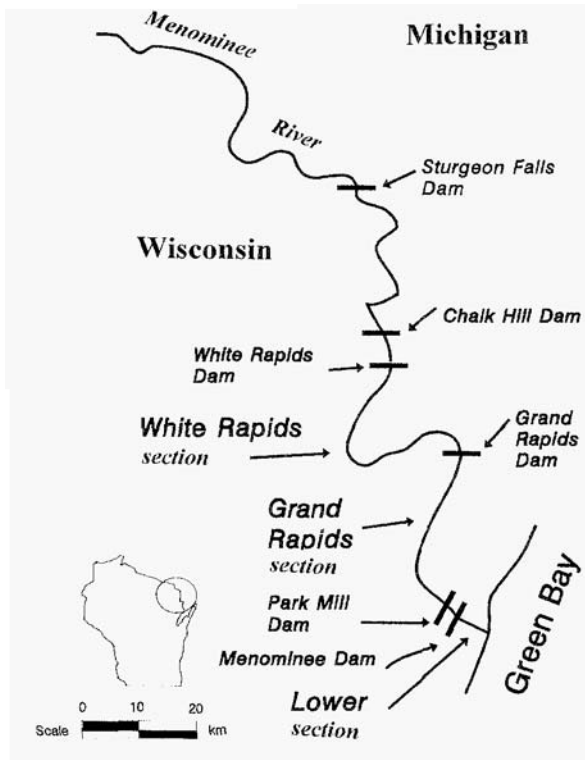 Michigan
Menominee
River
Sturgeon Falls
Dam
Wisconsin
Chalk Hill Dam
White Rapids
Dam
White Rapids
section
Grand
Rapids
Dam
Grand
Rapids
section
Park Mill
Dam
Menominee Dam
Lower
section
Green Bay
0 10 20
Scale km